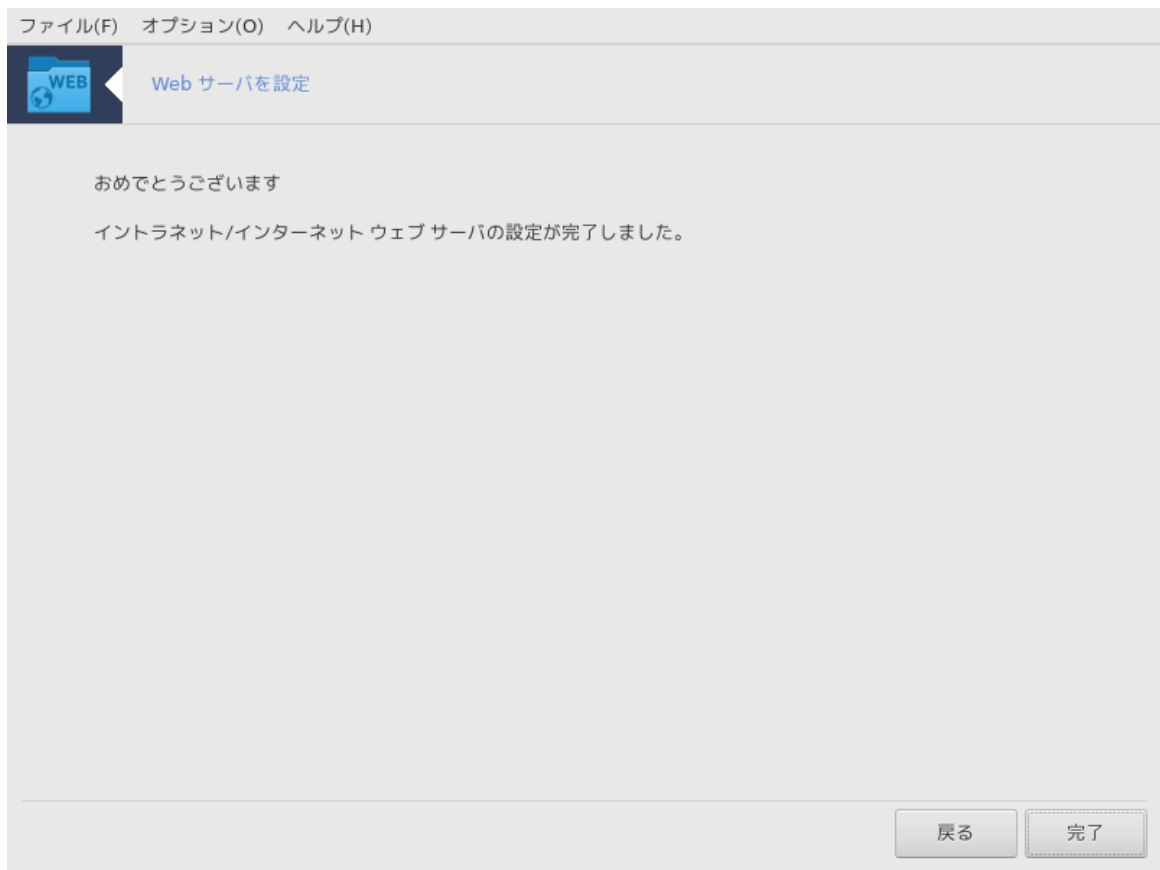 ファイル(F) オプション(O) ヘルプ(H)
WEB
Web サーバを設定
おめでとうございます
イントラネット/インターネット ウェブ サーバの設定が完了しました。
戻る 完了